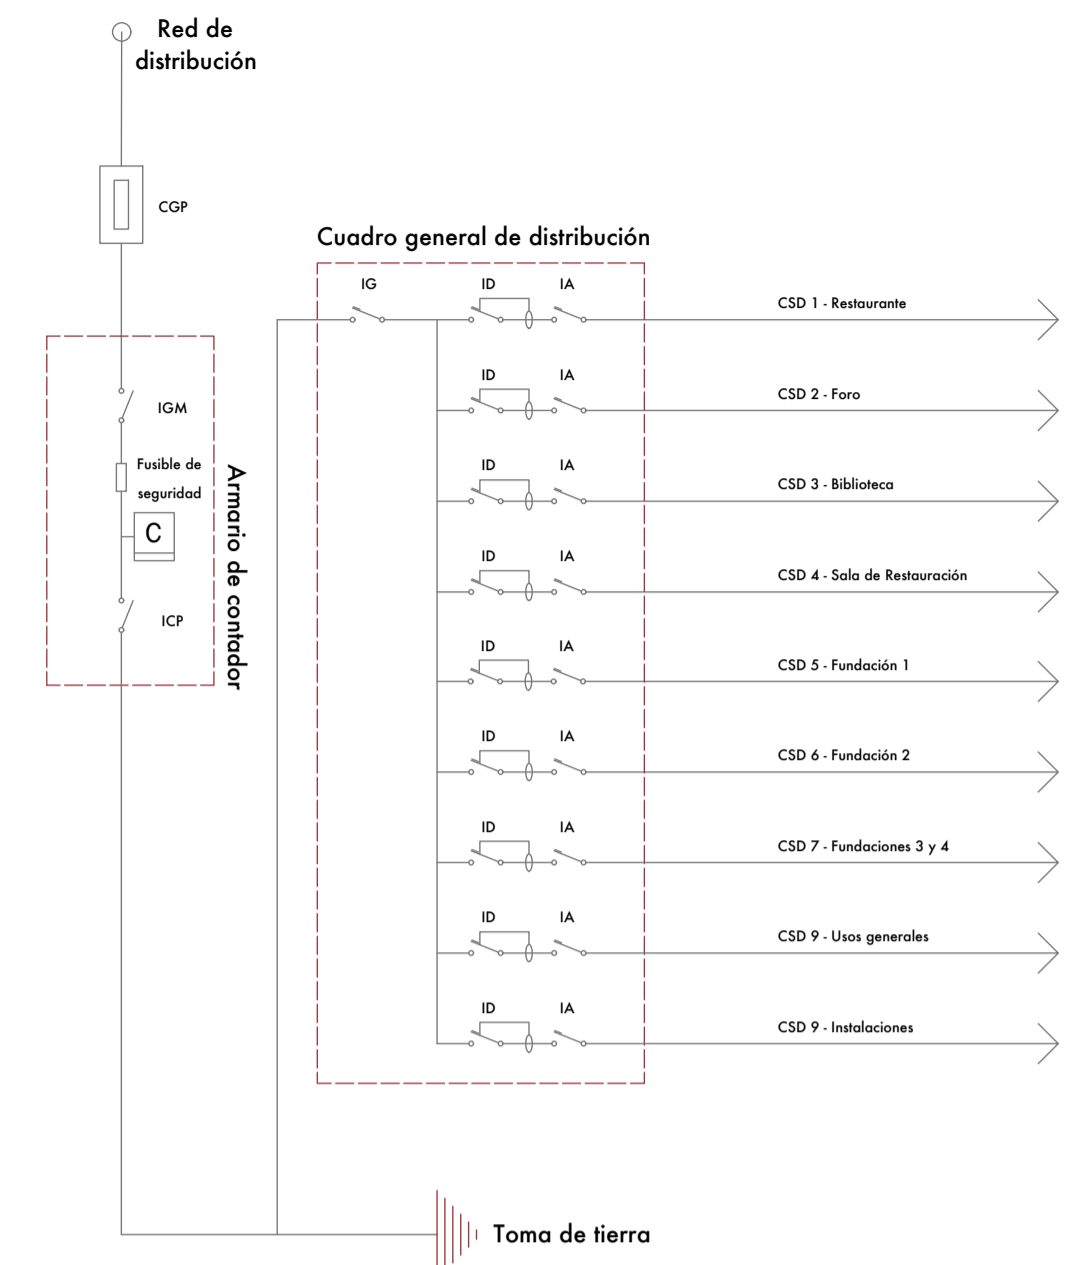 Red de
distribución
CGP
Cuadro general de distribución
IG
ID
IA
CSD 1 - Restaurante
ID
IA
CSD 2 - Foro
IGM
Fusible de
seguridad
C
ICP
Armario de contador
ID
IA
CSD 3 - Biblioteca
ID
IA
CSD 4 - Sala de Restauración
ID
IA
CSD 5 - Fundación 1
ID
IA
CSD 6 - Fundación 2
ID
IA
CSD 7 - Fundaciones 3 y 4
ID
IA
CSD 9 - Usos generales
ID
IA
CSD 9 - Instalaciones
Toma de tierra